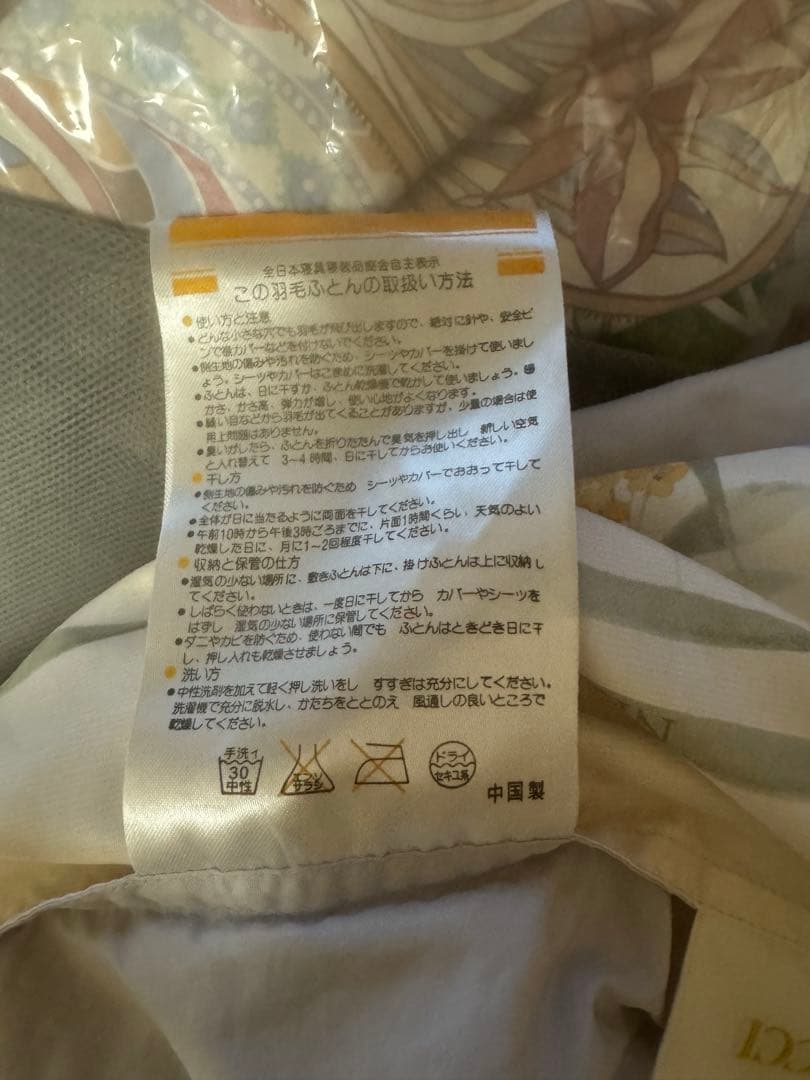 全日本寝具寝装品協会自主表示
この羽毛ふとんの取扱い方法
●使い方と注意
●どんな小さな穴でも羽毛が飛び出しますので、絶対に針や、安全ピ
ンで衿カバーなどを付けないでください。
●側生地の傷みや汚れを防ぐため、シーツやカバーを掛けて使いまし
ょう。シーツやカバーはこまめに洗濯してください。
●ふとんは、日に干すか、ふとん乾燥機で乾かして使いましょう。暖
かさ、かさ高、弾力が増し、使い心地がよくなります。
●縫い目などから羽毛が出てくることがありますが、少量の場合は使
用上問題はありません。
●臭いがしたら、ふとんを折りたたんで臭気を押し出し 新しい空気
と入れ替えて 3〜4時間、日に干してからお使いください。
●干し方
●側生地の傷みや汚れを防ぐため シーツやカバーでおおって干して
ください。
●全体が日に当たるように両面を干してください。
●午前10時から午後3時ごろまでに、片面1時間くらい、天気のよい
乾燥した日に、月に1〜2回程度干してください。
●収納と保管の仕方
●湿気の少ない場所に、敷きふとんは下に、掛けふとんは上に収納し
てください。
●しばらく使わないときは、一度日に干してから カバーやシーツを
はずし 湿気の少ない場所に保管してください。
●ダニやカビを防ぐため、使わない間でも ふとんはときどき日に干
し、押し入れも乾燥させましょう。
●洗い方
●中性洗剤を加えて軽く押し洗いをし すすぎは充分にしてください。
洗濯機で充分に脱水し、かたちをととのえ 風通しの良いところで
乾燥してください。
手洗イ
30
中性
エンソ
サラシ
ドライ
セキユ系
中国製
CCI